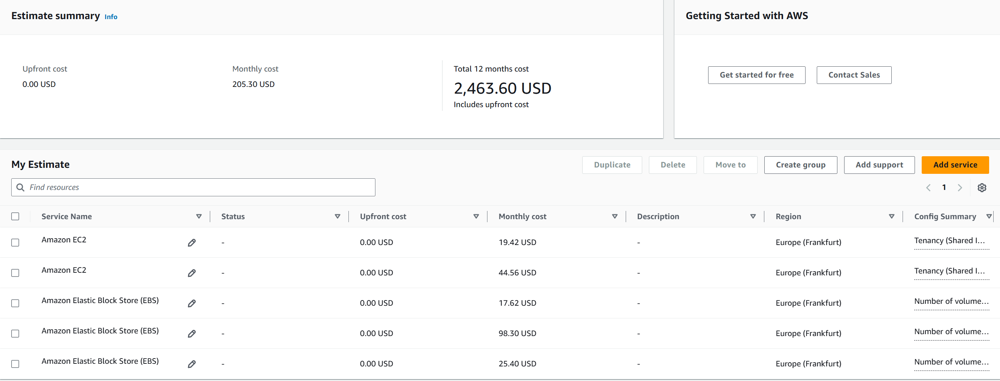 Estimate summary Info
Getting Started with AWS
Upfront cost
0.00 USD
Monthly cost
205.30 USD
Total 12 months cost
2,463.60 USD
Includes upfront cost
Get started for free
Contact Sales
My Estimate
Duplicate
Delete
Move to
Create group
Add support
Add service
Find resources
1
Service Name Status Upfront cost Monthly cost Description Region Config Summary
Amazon EC2 - 0.00 USD 19.42 USD - Europe (Frankfurt) Tenancy (Shared I...
Amazon EC2 - 0.00 USD 44.56 USD - Europe (Frankfurt) Tenancy (Shared I...
Amazon Elastic Block Store (EBS) - 0.00 USD 17.62 USD - Europe (Frankfurt) Number of volume...
Amazon Elastic Block Store (EBS) - 0.00 USD 98.30 USD - Europe (Frankfurt) Number of volume...
Amazon Elastic Block Store (EBS) - 0.00 USD 25.40 USD - Europe (Frankfurt) Number of volume...